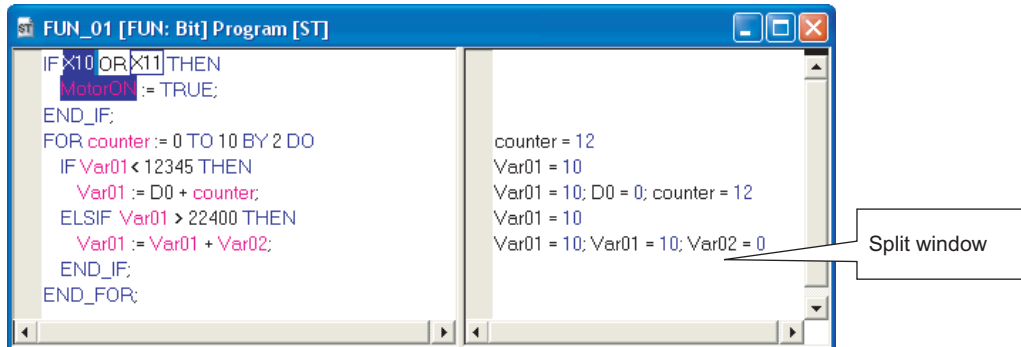 ST FUN_01 [FUN: Bit] Program [ST]
IF X10 OR X11 THEN
MotorON := TRUE;
END_IF;
FOR counter := 0 TO 10 BY 2 DO
IF Var01 < 12345 THEN
Var01 := D0 + counter;
ELSIF Var01 > 22400 THEN
Var01 := Var01 + Var02;
END_IF;
END_FOR;
counter = 12
Var01 = 10
Var01 = 10; D0 = 0; counter = 12
Var01 = 10
Var01 = 10; Var01 = 10; Var02 = 0
Split window